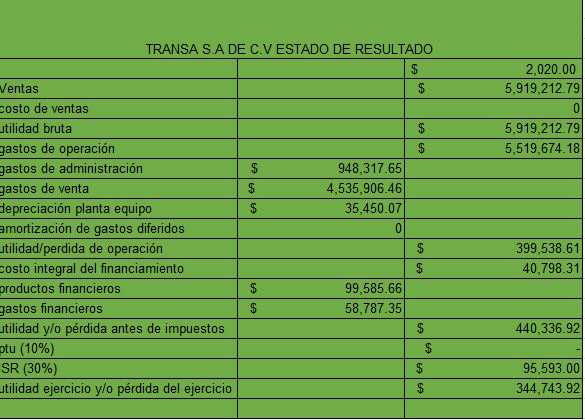 TRANSA S.A DE C.V ESTADO DE RESULTADO
$ 2,020.00
Ventas $ 5,919,212.79
costo de ventas 0
utilidad bruta $ 5,919,212.79
gastos de operación $ 5,519,674.18
gastos de administración $ 948,317.65
gastos de venta $ 4,535,906.46
depreciación planta equipo $ 35,450.07
amortización de gastos diferidos 0
utilidad/perdida de operación $ 399,538.61
costo integral del financiamiento $ 40,798.31
productos financieros $ 99,585.66
gastos financieros $ 58,787.35
utilidad y/o pérdida antes de impuestos $ 440,336.92
ptu (10%) $ -
ISR (30%) $ 95,593.00
utilidad ejercicio y/o pérdida del ejercicio $ 344,743.92